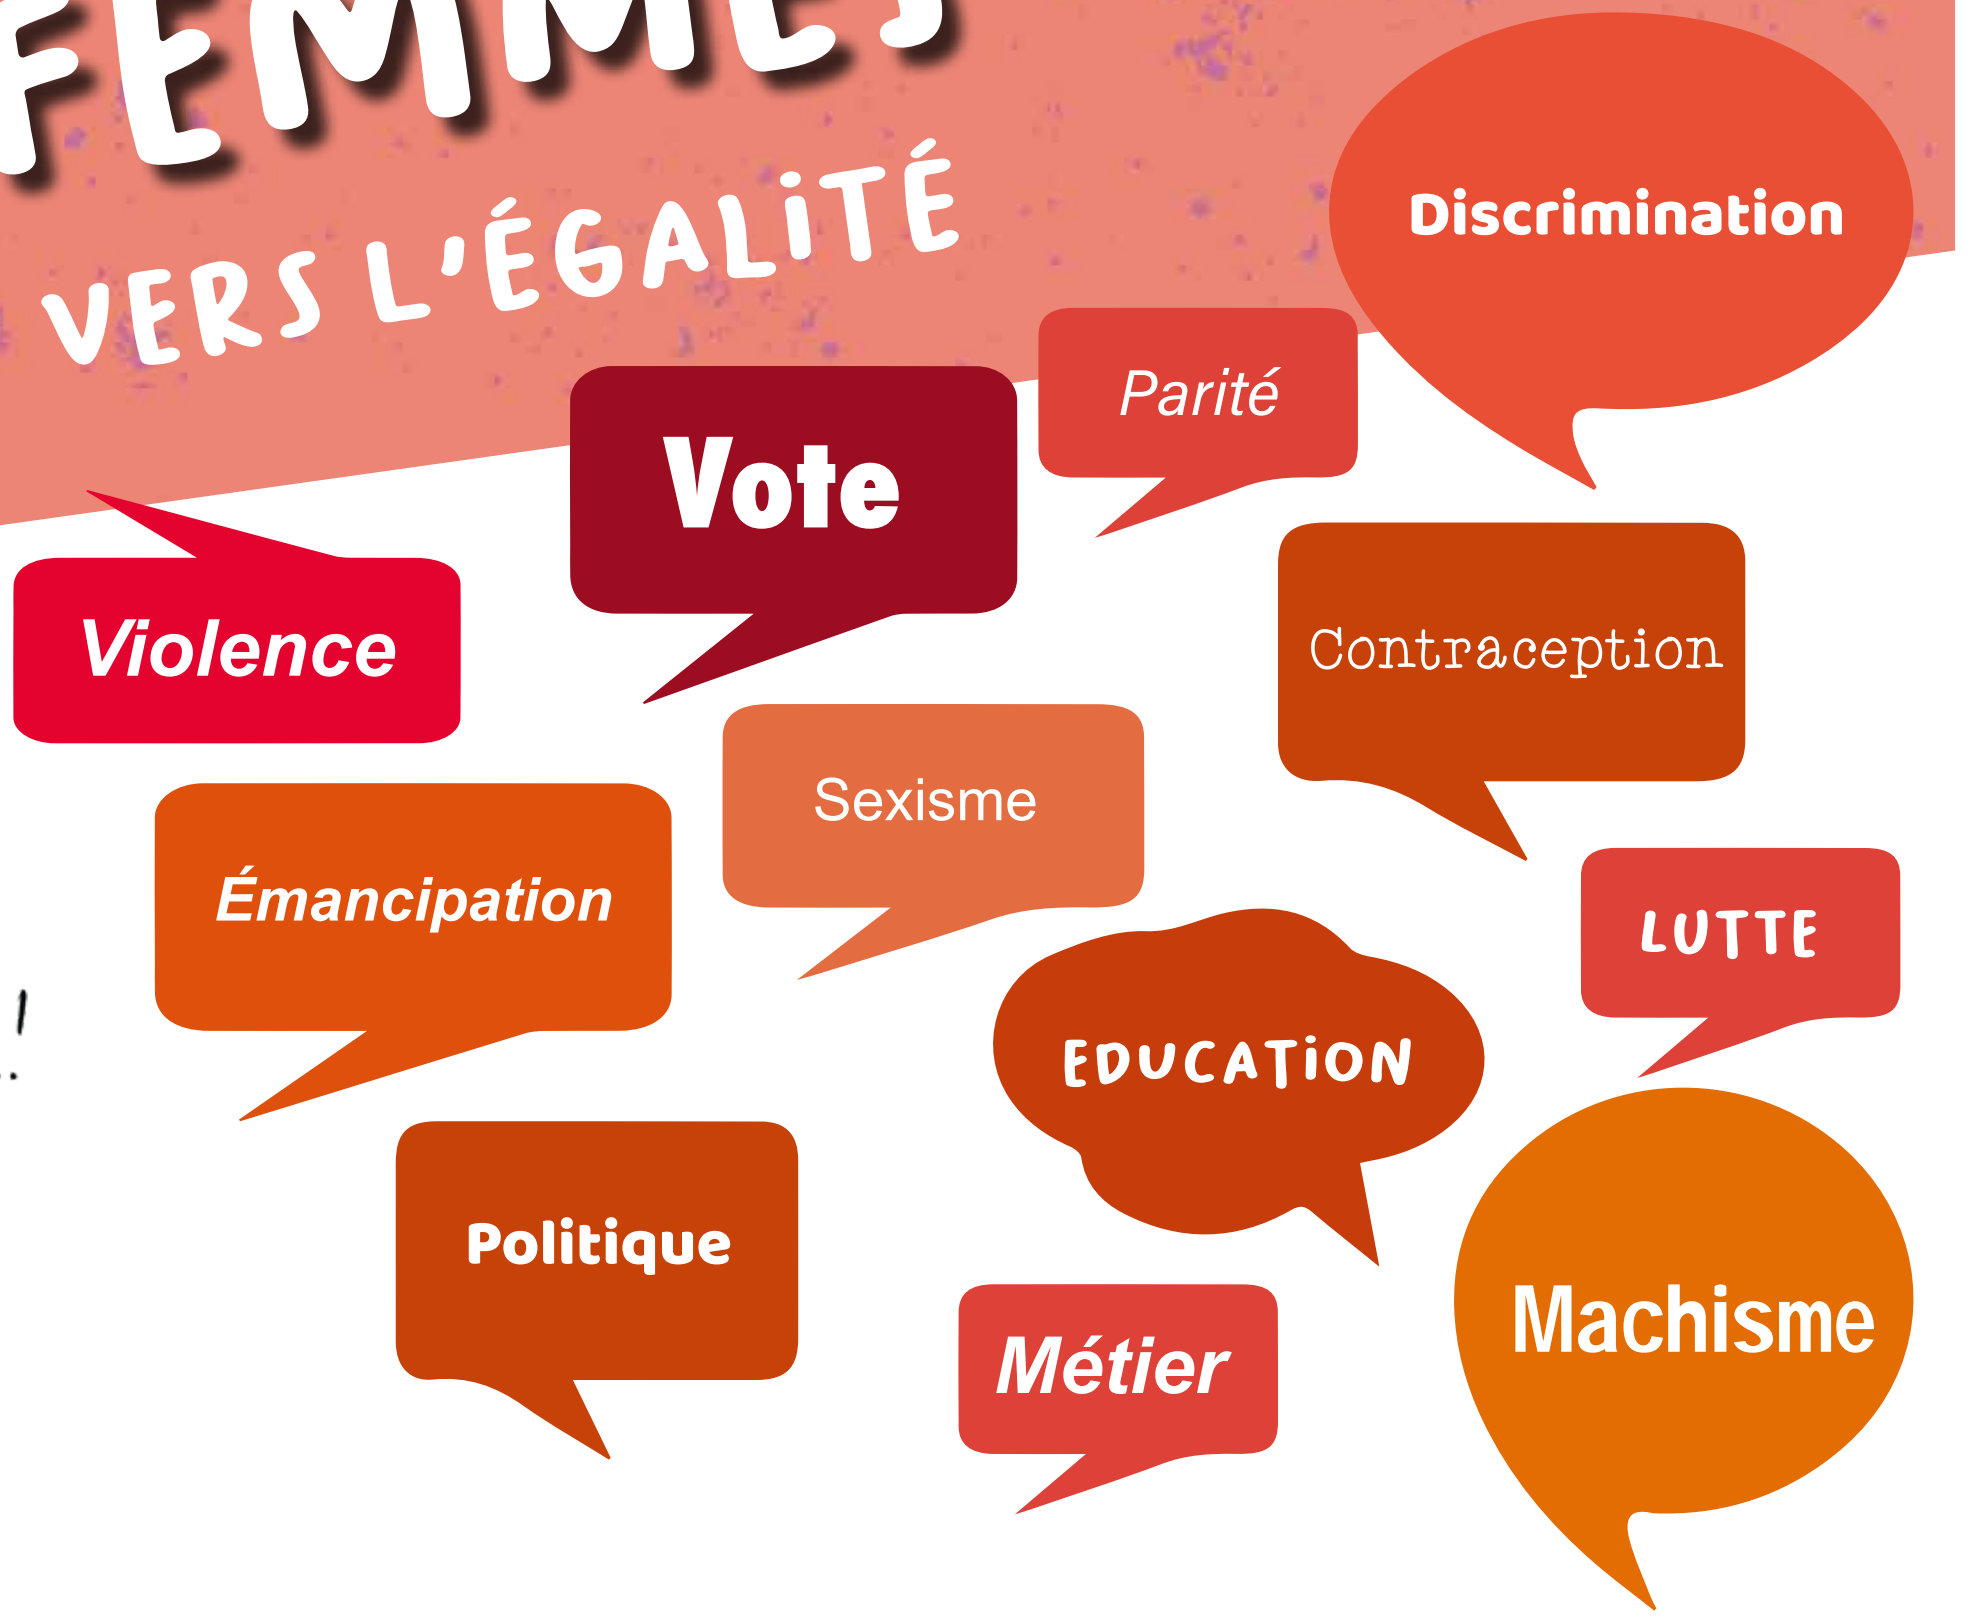 FEMMES
VERS L'ÉGALITÉ
Discrimination
Parité
Vote
Violence
Contraception
Sexisme
Émancipation
LUTTE
EDUCATION
Politique
Métier
Machisme